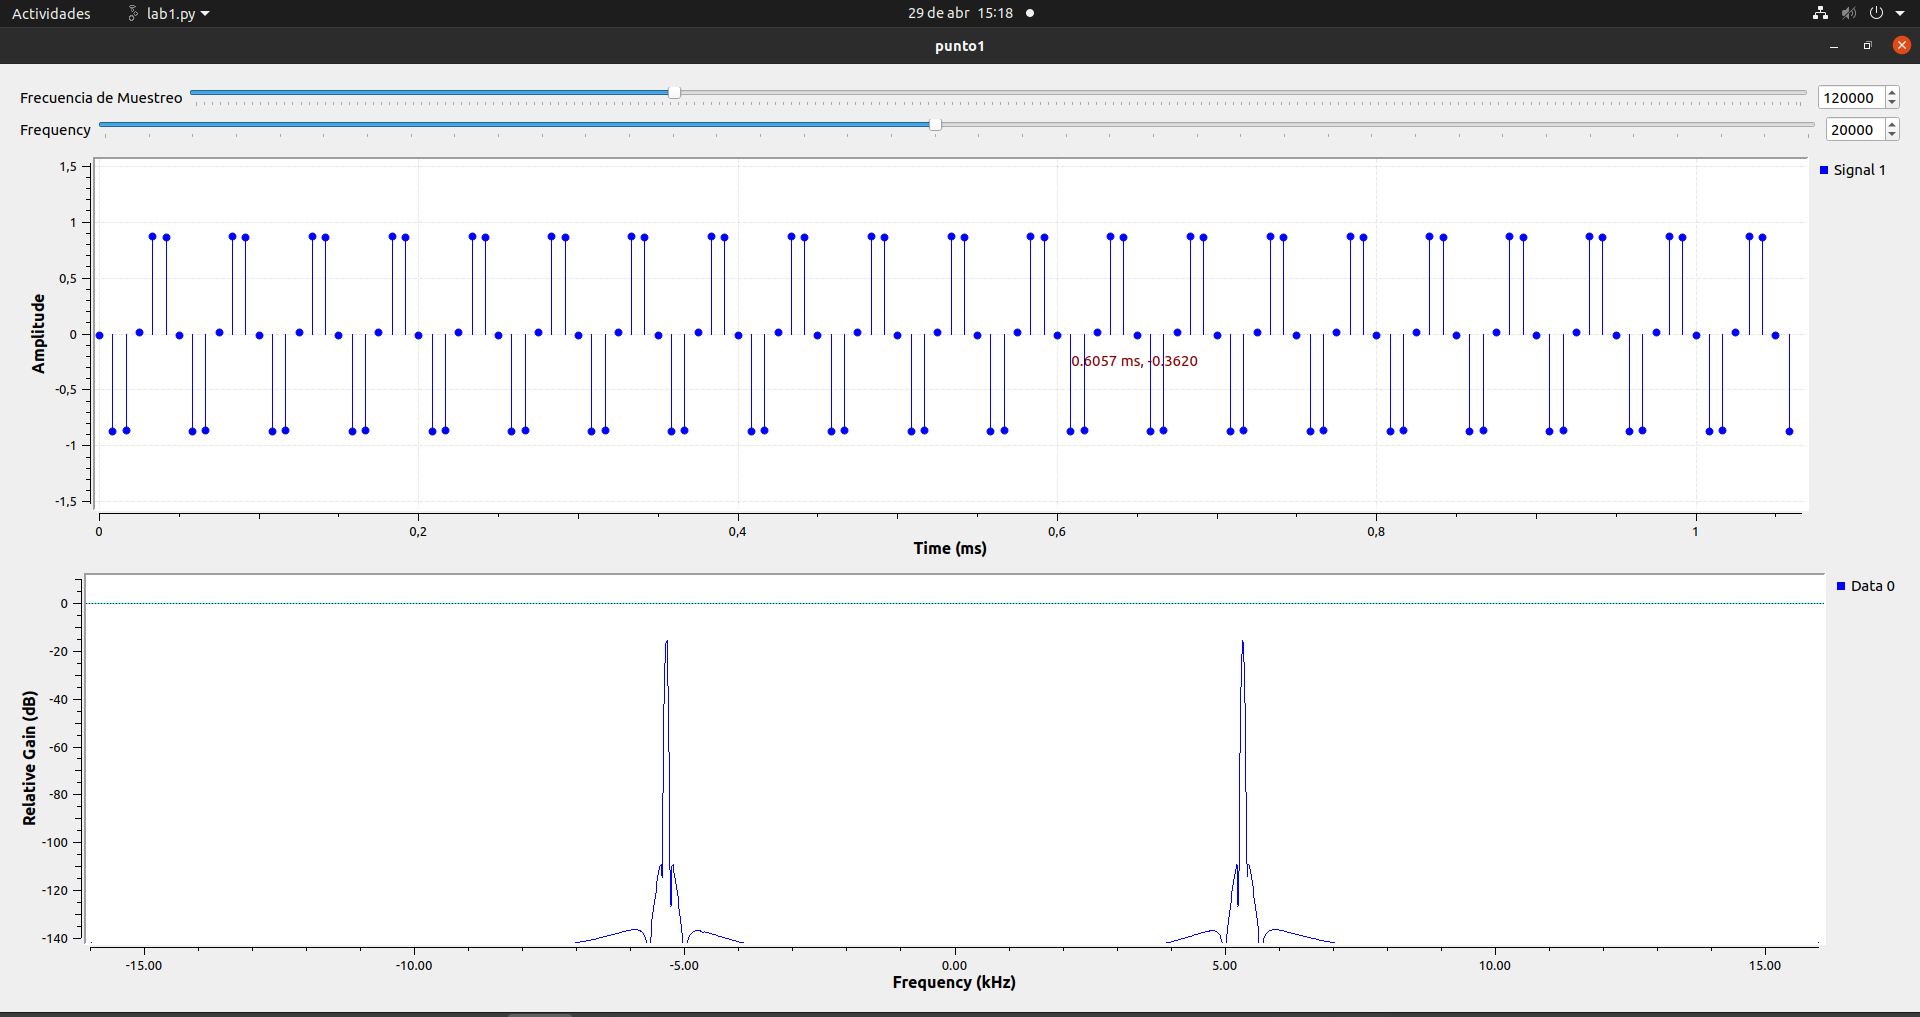 Actividades lab1.py 29 de abr 15:18
punto1
Frecuencia de Muestreo 120000
Frequency 20000
1,5
1
0,5
0
-0,5
-1
-1,5
Amplitude
Signal 1
0.6057 ms, -0.3620
0 0,2 0,4 0,6 0,8 1
Time (ms)
0
-20
-40
-60
-80
-100
-120
-140
Relative Gain (dB)
Data 0
-15.00 -10.00 -5.00 0.00 5.00 10.00 15.00
Frequency (kHz)